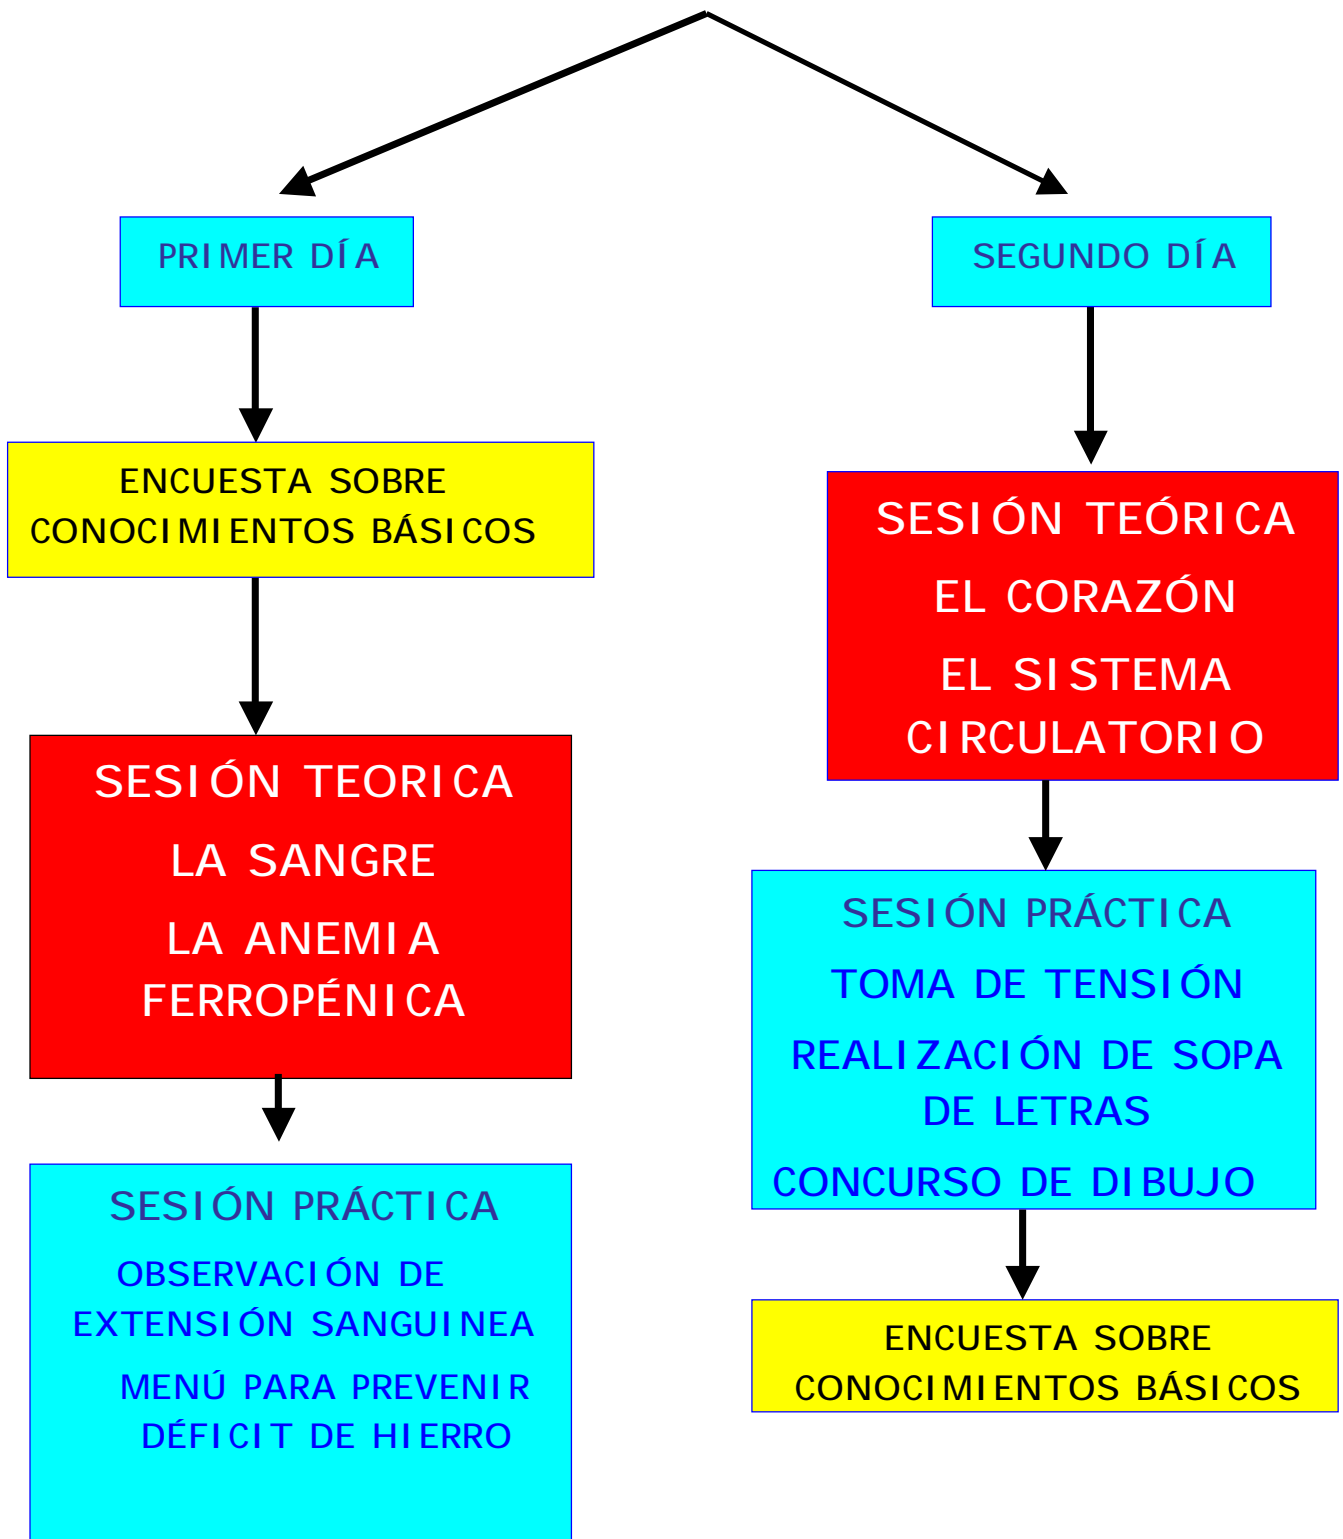 PRIMER DÍA
ENCUESTA SOBRE
CONOCIMIENTOS BÁSICOS
SESIÓN TEORICA
LA SANGRE
LA ANEMIA
FERROPÉNICA
SESIÓN PRÁCTICA
OBSERVACIÓN DE
EXTENSIÓN SANGUINEA
MENÚ PARA PREVENIR
DÉFICIT DE HIERRO
SEGUNDO DÍA
SESIÓN TEÓRICA
EL CORAZÓN
EL SISTEMA
CIRCULATORIO
SESIÓN PRÁCTICA
TOMA DE TENSIÓN
REALIZACIÓN DE SOPA
DE LETRAS
CONCURSO DE DIBUJO
ENCUESTA SOBRE
CONOCIMIENTOS BÁSICOS